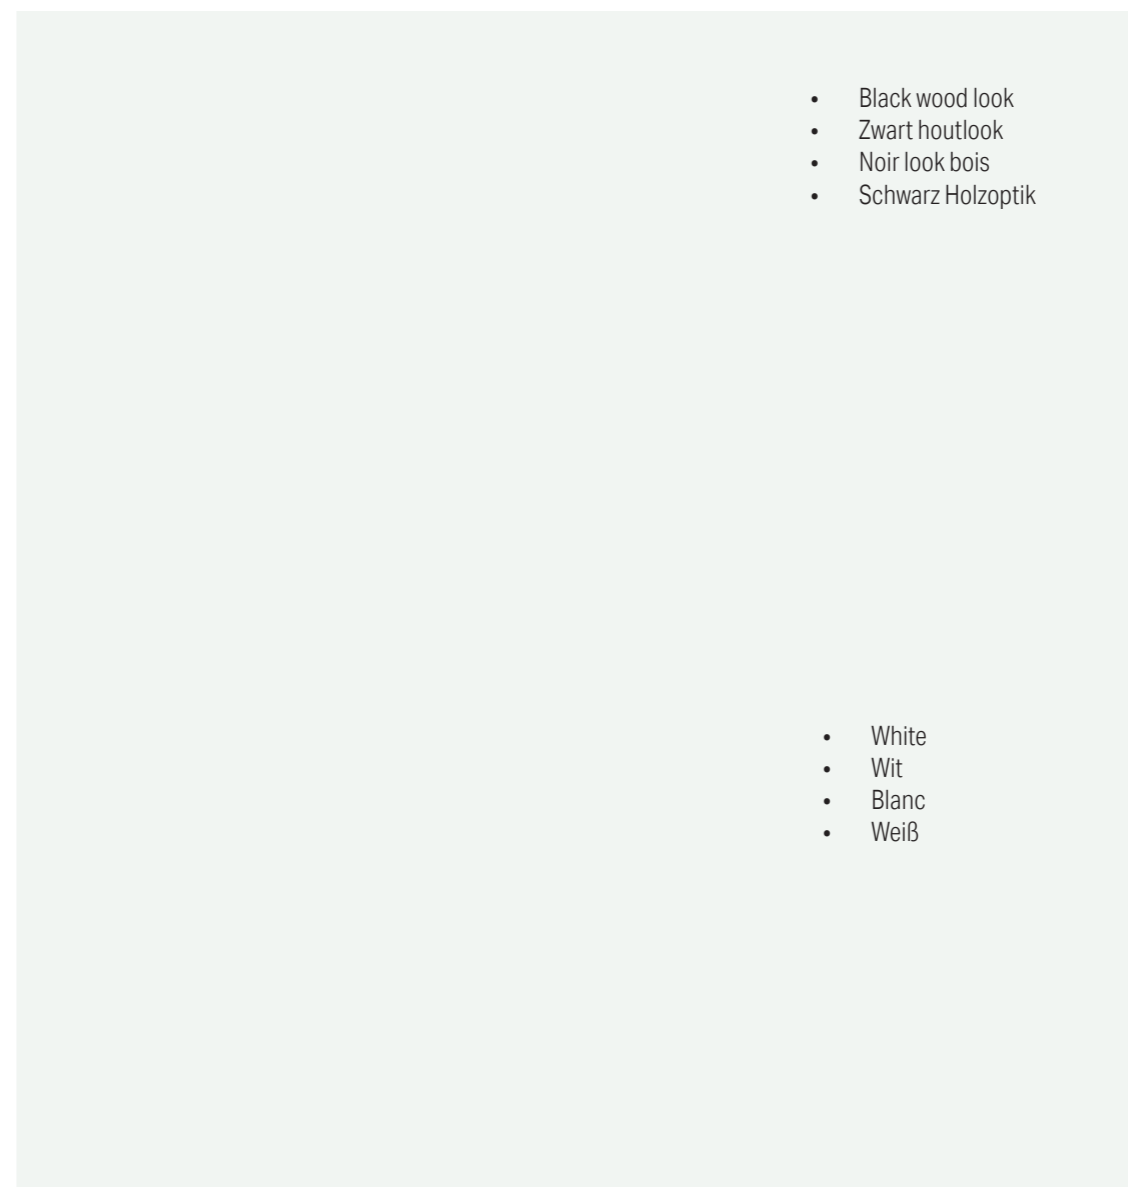 • Black wood look
• Zwart houtlook
• Noir look bois
• Schwarz Holzoptik
• White
• Wit
• Blanc
• Weiß